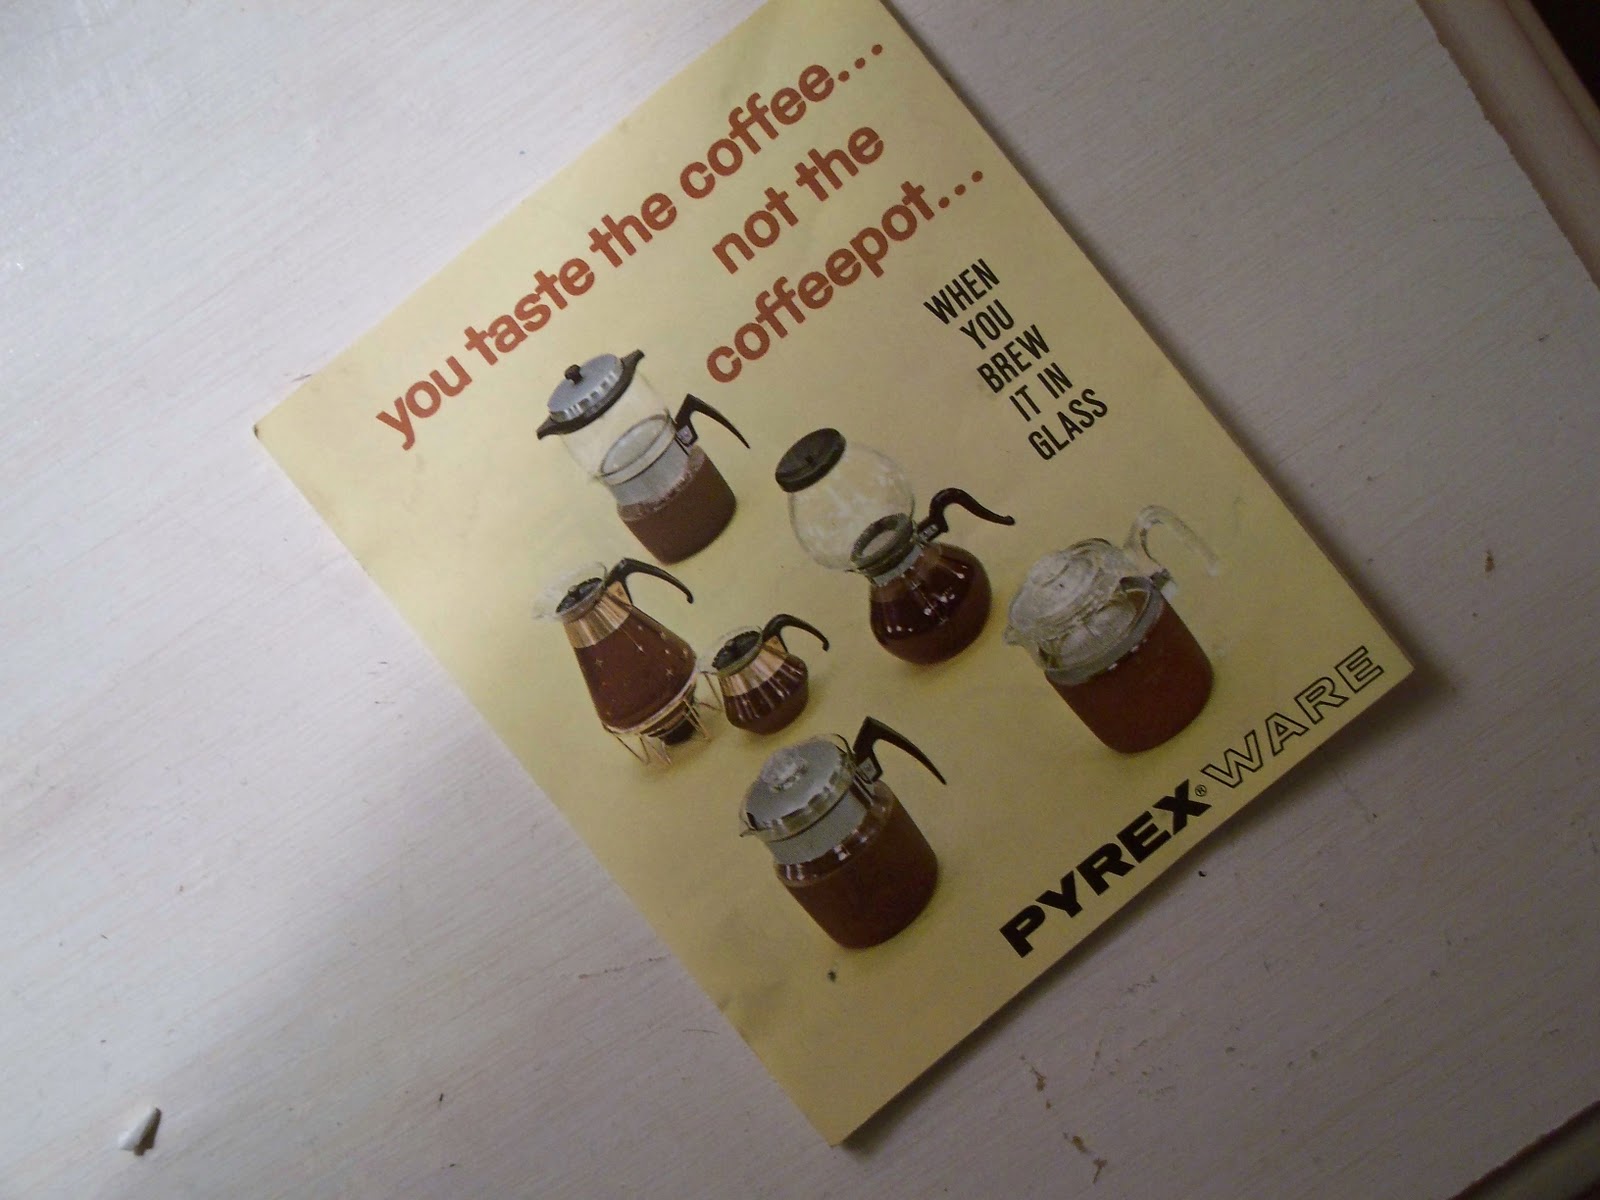 you taste the coffee...
not the
coffeepot...
WHEN
YOU
BREW
IT IN
GLASS
PYREX® WARE